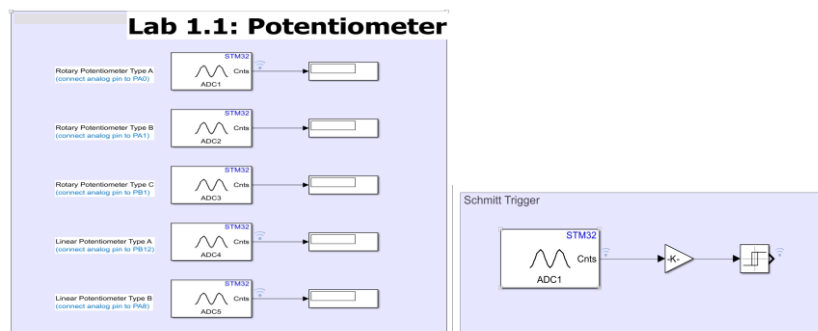 Lab 1.1: Potentiometer
Rotary Potentiometer Type A
(connect analog pin to PA0)
STM32
Cnts
ADC1
Rotary Potentiometer Type B
(connect analog pin to PA1)
STM32
Cnts
ADC2
Rotary Potentiometer Type C
(connect analog pin to PB1)
STM32
Cnts
ADC3
Linear Potentiometer Type A
(connect analog pin to PB12)
STM32
Cnts
ADC4
Linear Potentiometer Type B
(connect analog pin to PA8)
STM32
Cnts
ADC5
Schmitt Trigger
STM32
Cnts
ADC1
-K-